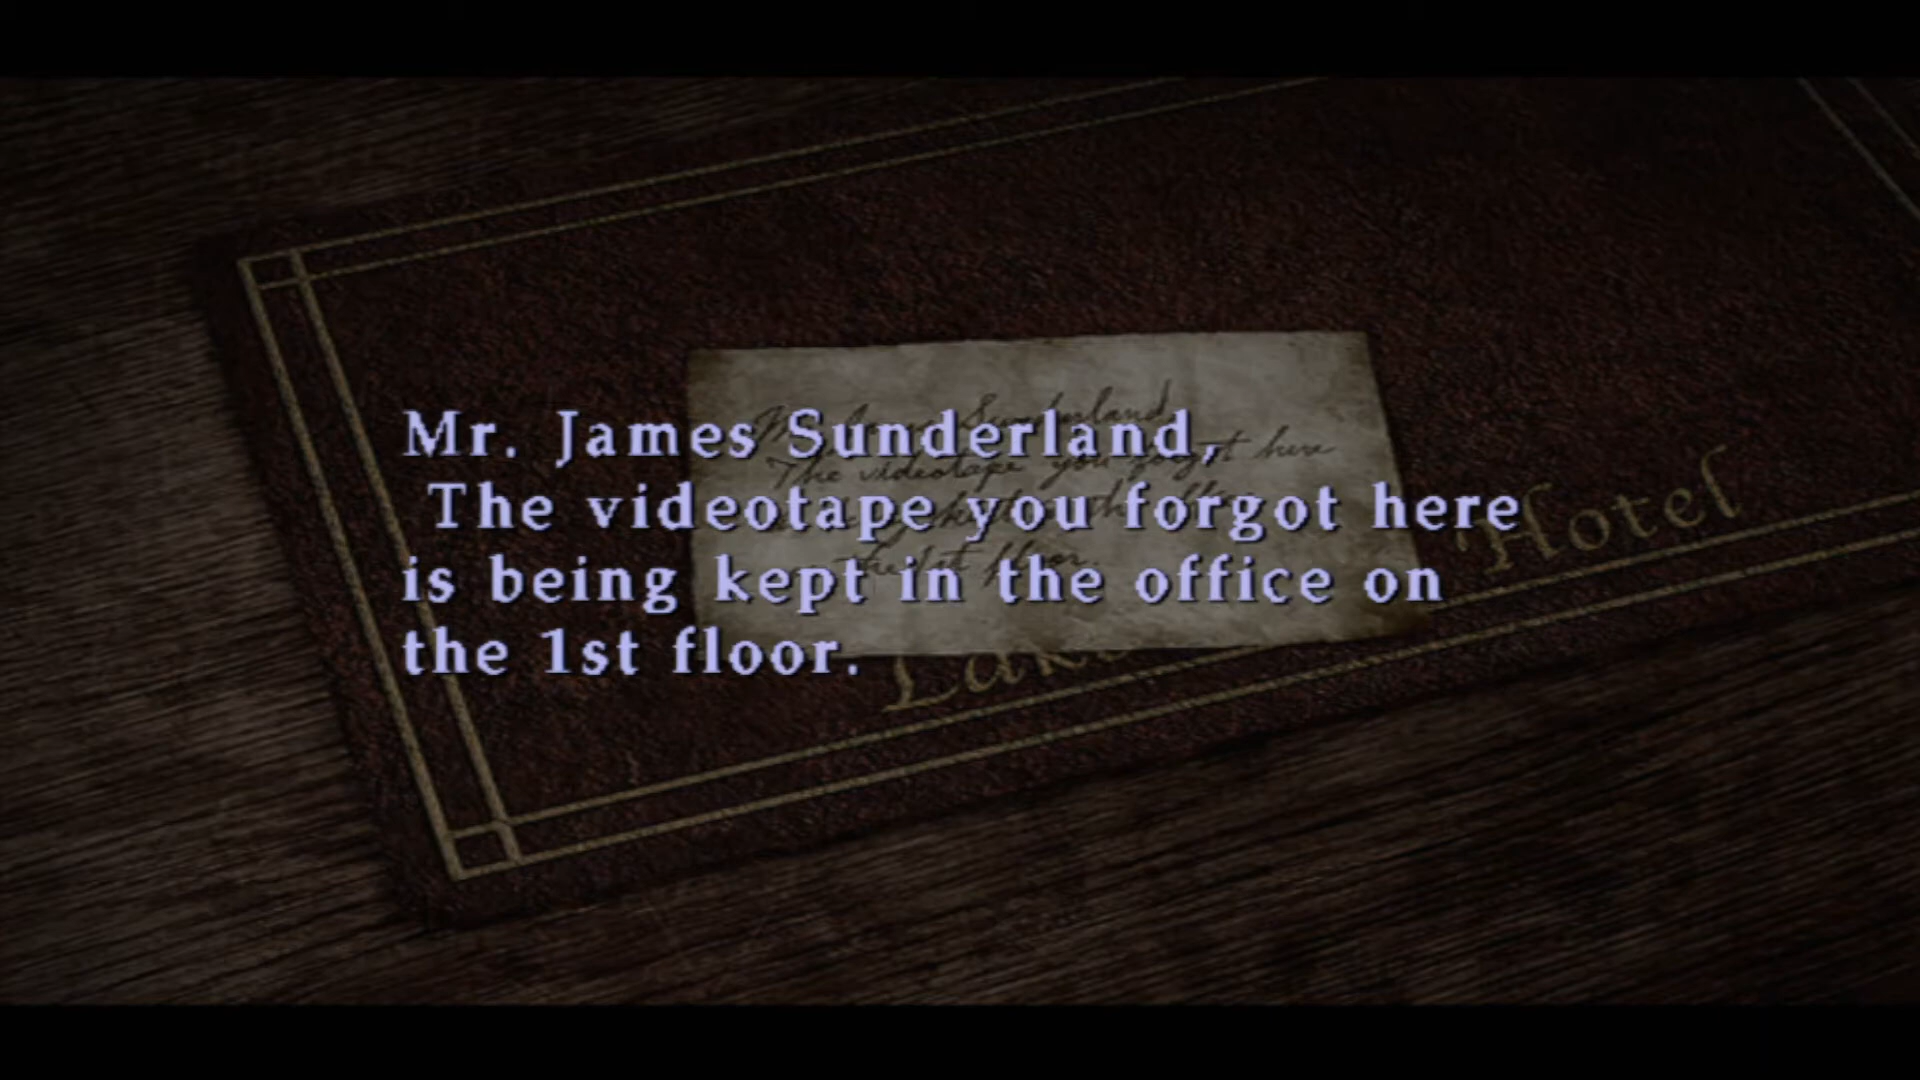 Mr. James Sunderland,
The videotape you forgot here
is being kept in the office on
the 1st floor.
Hotel